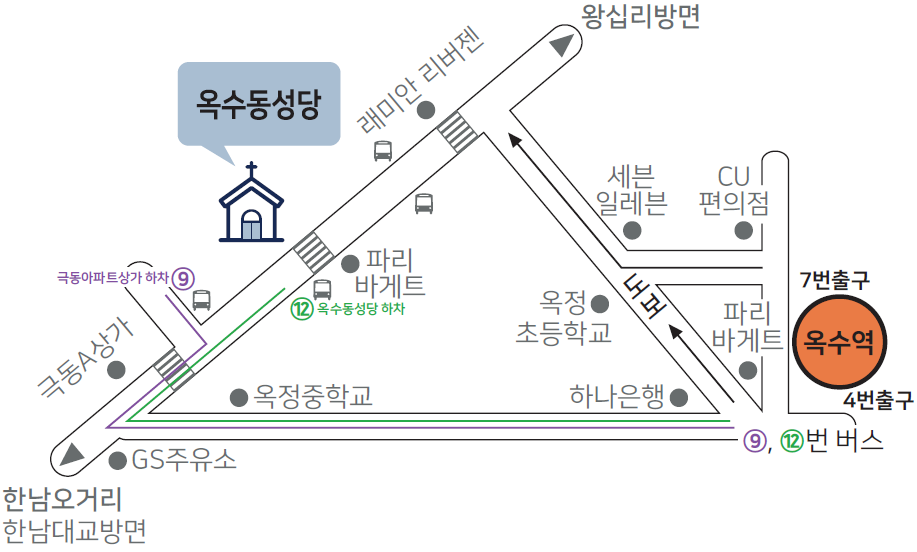 왕십리방면
래미안 리버젠
옥수동성당
세븐
일레븐
CU
편의점
극동아파트상가 하차 ⑨
파리
바게트
⑫ 옥수동성당 하차
7번출구
옥정
초등학교
도보
파리
바게트
옥수역
극동A상가
4번출구
옥정중학교
하나은행
⑨, ⑫번 버스
GS주유소
한남오거리
한남대교방면